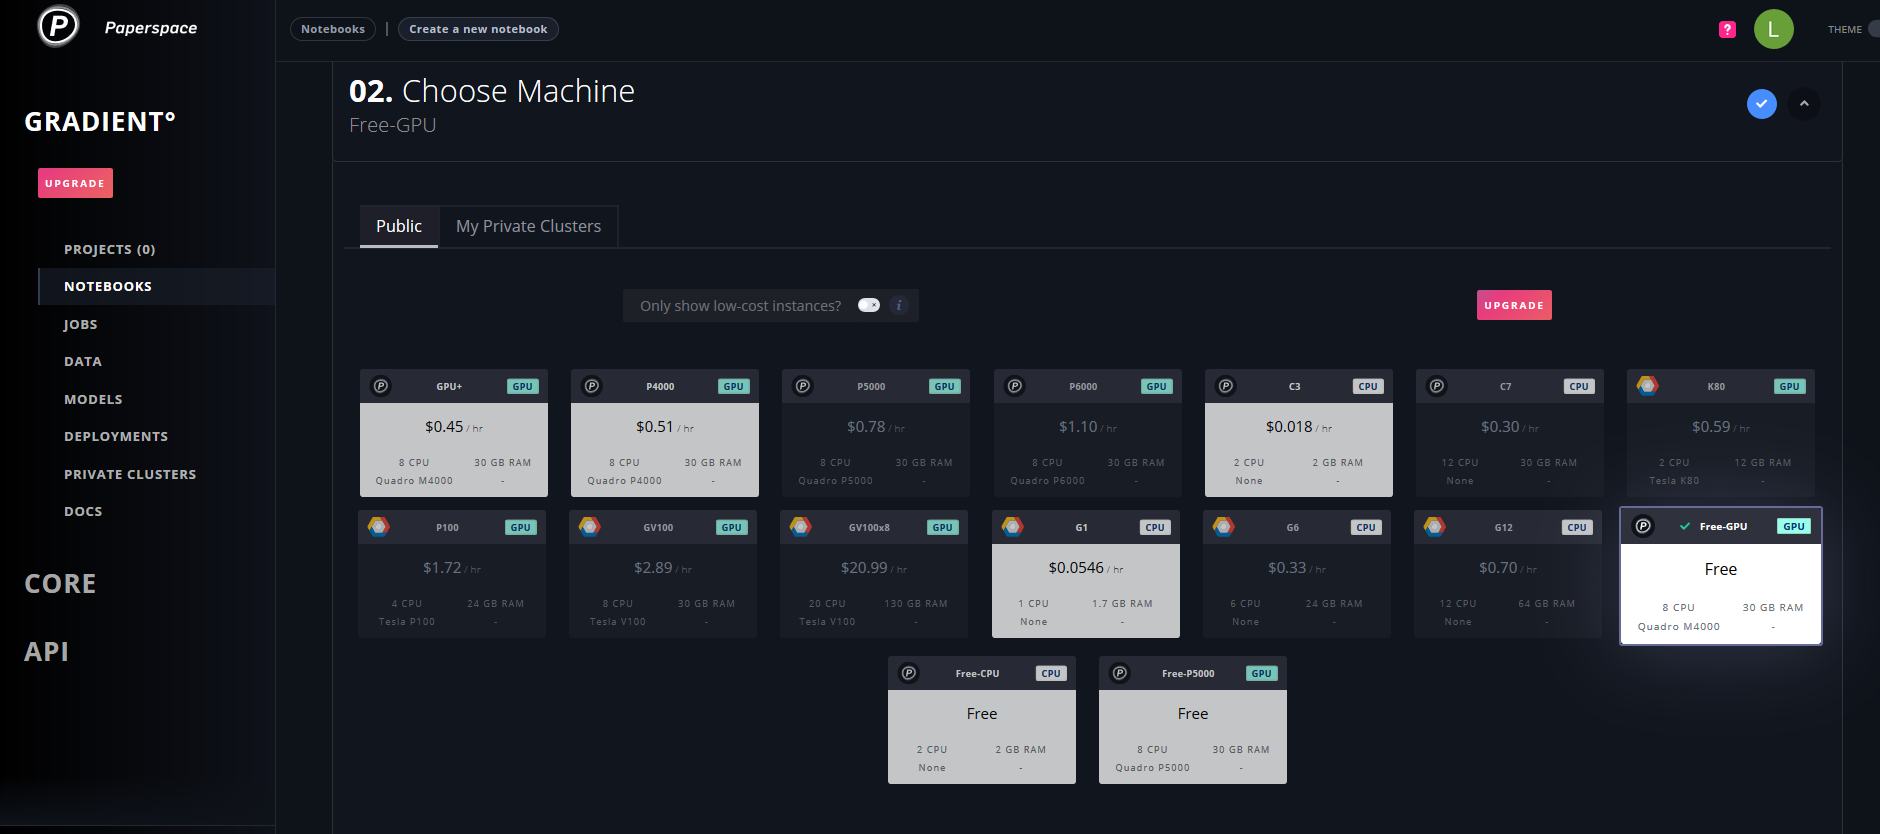 P Paperspace
Notebooks | Create a new notebook
? L THEME
GRADIENT°
UPGRADE
PROJECTS (0)
NOTEBOOKS
JOBS
DATA
MODELS
DEPLOYMENTS
PRIVATE CLUSTERS
DOCS
CORE
API
02. Choose Machine
Free-GPU
Public My Private Clusters
Only show low-cost instances? i
UPGRADE
P GPU+ GPU
$0.45 / hr
8 CPU 30 GB RAM
Quadro M4000 -
P P4000 GPU
$0.51 / hr
8 CPU 30 GB RAM
Quadro P4000 -
P P5000 GPU
$0.78 / hr
8 CPU 30 GB RAM
Quadro P5000 -
P P6000 GPU
$1.10 / hr
8 CPU 30 GB RAM
Quadro P6000 -
P C3 CPU
$0.018 / hr
2 CPU 2 GB RAM
None -
P C7 CPU
$0.30 / hr
12 CPU 30 GB RAM
None -
K80 GPU
$0.59 / hr
2 CPU 12 GB RAM
Tesla K80 -
P100 GPU
$1.72 / hr
4 CPU 24 GB RAM
Tesla P100 -
GV100 GPU
$2.89 / hr
8 CPU 30 GB RAM
Tesla V100 -
GV100x8 GPU
$20.99 / hr
20 CPU 130 GB RAM
Tesla V100 -
G1 CPU
$0.0546 / hr
1 CPU 1.7 GB RAM
None -
G6 CPU
$0.33 / hr
6 CPU 24 GB RAM
None -
G12 CPU
$0.70 / hr
12 CPU 64 GB RAM
None -
P Free-GPU GPU
Free
8 CPU 30 GB RAM
Quadro M4000 -
P Free-CPU CPU
Free
2 CPU 2 GB RAM
None -
P Free-P5000 GPU
Free
8 CPU 30 GB RAM
Quadro P5000 -